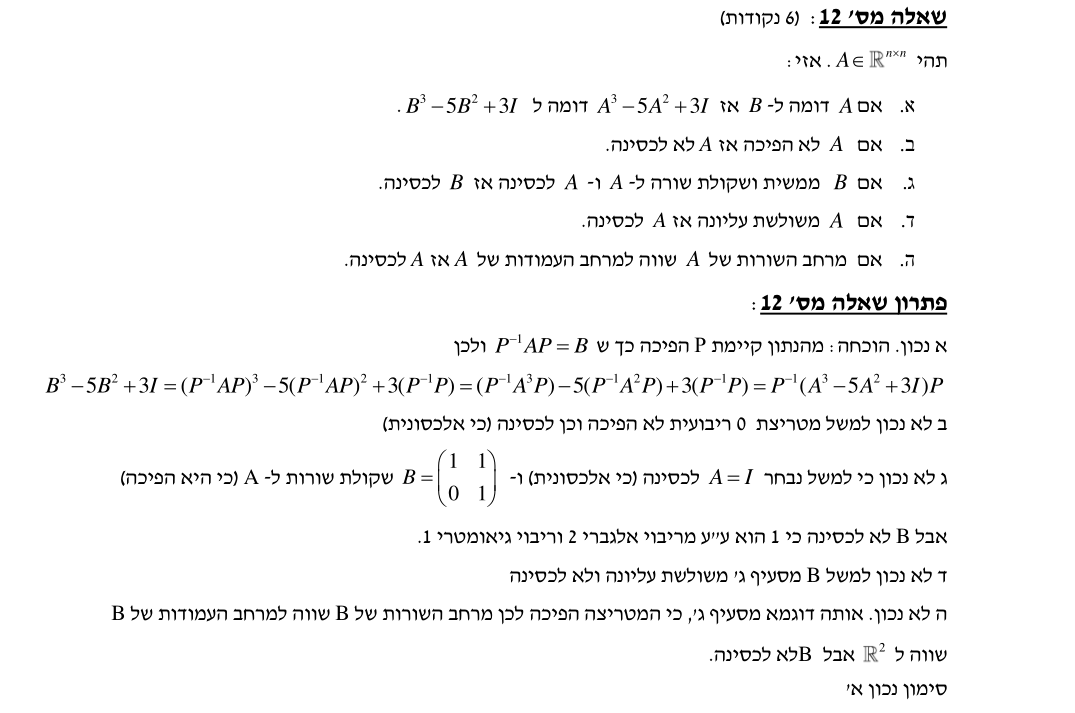 שאלה מס' 12 : (6 נקודות)
תהי A ∈ ℝ^{n×n} . אזי :
א. אם A דומה ל- B אז A³ − 5A² + 3I דומה ל B³ − 5B² + 3I .
ב. אם A לא הפיכה אז A לא לכסינה.
ג. אם B ממשית ושקולת שורה ל- A ו- A לכסינה אז B לכסינה.
ד. אם A משולשת עליונה אז A לכסינה.
ה. אם מרחב השורות של A שווה למרחב העמודות של A אז A לכסינה.
פתרון שאלה מס' 12 :
א נכון. הוכחה : מהנתון קיימת P הפיכה כך ש P⁻¹AP = B ולכן
B³ − 5B² + 3I = (P⁻¹AP)³ − 5(P⁻¹AP)² + 3(P⁻¹P) = (P⁻¹A³P) − 5(P⁻¹A²P) + 3(P⁻¹P) = P⁻¹(A³ − 5A² + 3I)P
ב לא נכון למשל מטריצת 0 ריבועית לא הפיכה וכן לכסינה (כי אלכסונית)
ג לא נכון כי למשל נבחר A = I לכסינה (כי אלכסונית) ו- B = (1 1; 0 1) שקולת שורות ל- A (כי היא הפיכה)
אבל B לא לכסינה כי 1 הוא ע״ע מריבוי אלגברי 2 וריבוי גיאומטרי 1.
ד לא נכון למשל B מסעיף ג' משולשת עליונה ולא לכסינה
ה לא נכון. אותה דוגמא מסעיף ג', כי המטריצה הפיכה לכן מרחב השורות של B שווה למרחב העמודות של B
שווה ל ℝ² אבל B לא לכסינה.
סימון נכון א'